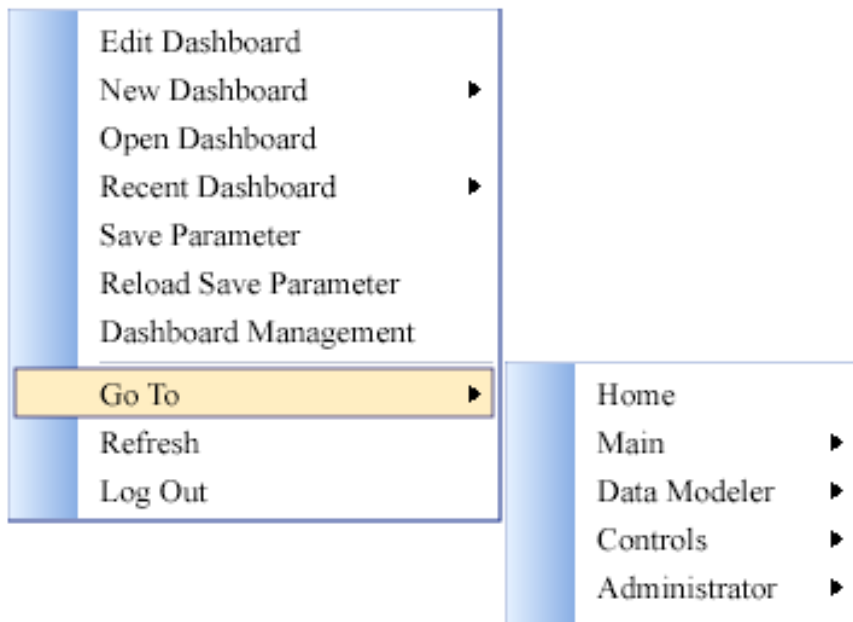 Edit Dashboard
New Dashboard
Open Dashboard
Recent Dashboard
Save Parameter
Reload Save Parameter
Dashboard Management
Go To
Refresh
Log Out
Home
Main
Data Modeler
Controls
Administrator